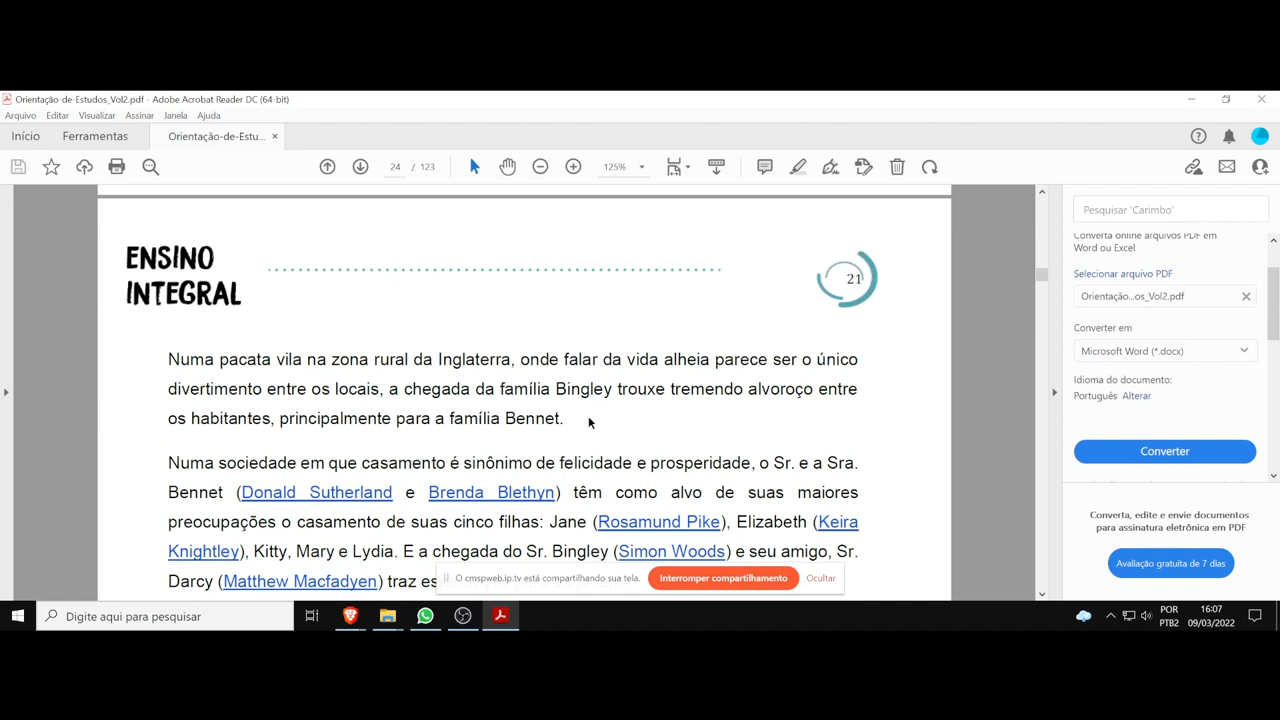 Orientação-de-Estudos_Vol2.pdf - Adobe Acrobat Reader DC (64-bit)
Arquivo Editar Visualizar Assinar Janela Ajuda
Início Ferramentas Orientação-de-Estu... ×
24 / 123 125%
Pesquisar 'Carimbo'
Converta online arquivos PDF em
Word ou Excel
Selecionar arquivo PDF
Orientação...os_Vol2.pdf
Converter em
Microsoft Word (*.docx)
Idioma do documento:
Português Alterar
Converter
Converta, edite e envie documentos
para assinatura eletrônica em PDF
Avaliação gratuita de 7 dias
ENSINO
INTEGRAL
21
Numa pacata vila na zona rural da Inglaterra, onde falar da vida alheia parece ser o único
divertimento entre os locais, a chegada da família Bingley trouxe tremendo alvoroço entre
os habitantes, principalmente para a família Bennet.
Numa sociedade em que casamento é sinônimo de felicidade e prosperidade, o Sr. e a Sra.
Bennet (Donald Sutherland e Brenda Blethyn) têm como alvo de suas maiores
preocupações o casamento de suas cinco filhas: Jane (Rosamund Pike), Elizabeth (Keira
Knightley), Kitty, Mary e Lydia. E a chegada do Sr. Bingley (Simon Woods) e seu amigo, Sr.
Darcy (Matthew Macfadyen) traz es
O cmspweb.ip.tv está compartilhando sua tela. Interromper compartilhamento Ocultar
Digite aqui para pesquisar
POR
PTB2
16:07
09/03/2022